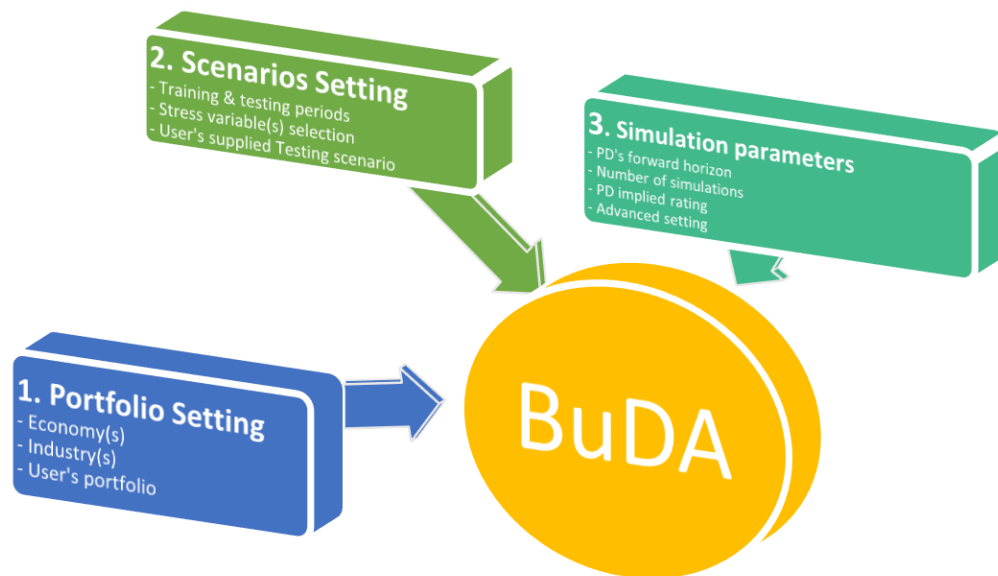 1. Portfolio Setting
- Economy(s)
- Industry(s)
- User's portfolio
2. Scenarios Setting
- Training & testing periods
- Stress variable(s) selection
- User's supplied Testing scenario
3. Simulation parameters
- PD's forward horizon
- Number of simulations
- PD implied rating
- Advanced setting
BuDA